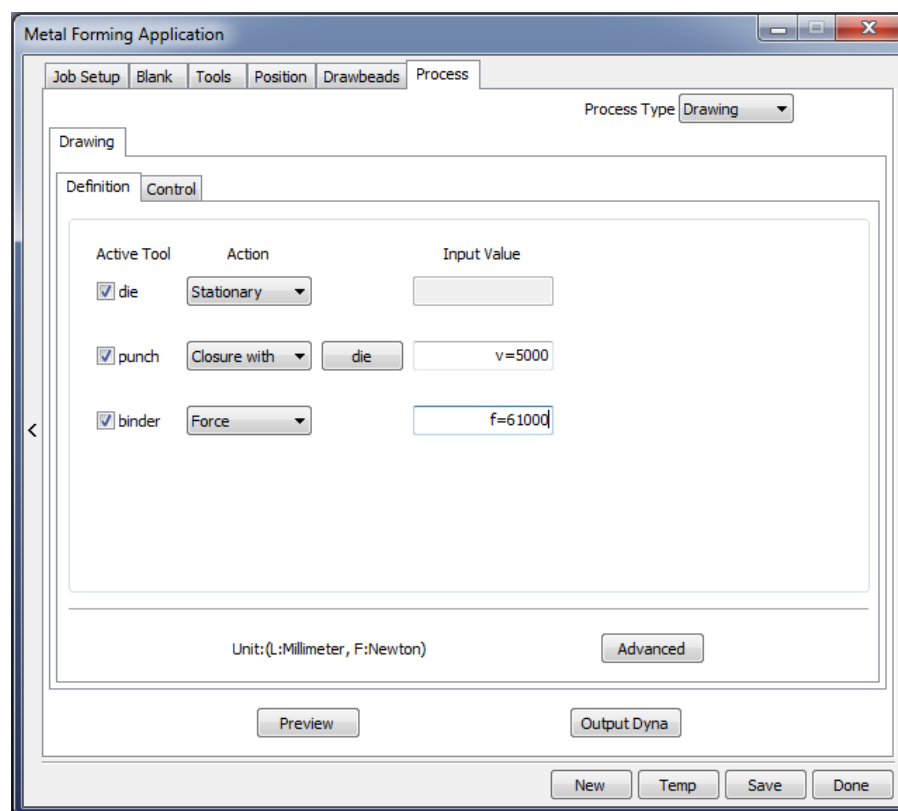 Metal Forming Application
Job Setup Blank Tools Position Drawbeads Process
Process Type Drawing
Drawing
Definition Control
Active Tool Action Input Value
die Stationary
punch Closure with die v=5000
binder Force f=61000
<
Unit:(L:Millimeter, F:Newton) Advanced
Preview Output Dyna
New Temp Save Done